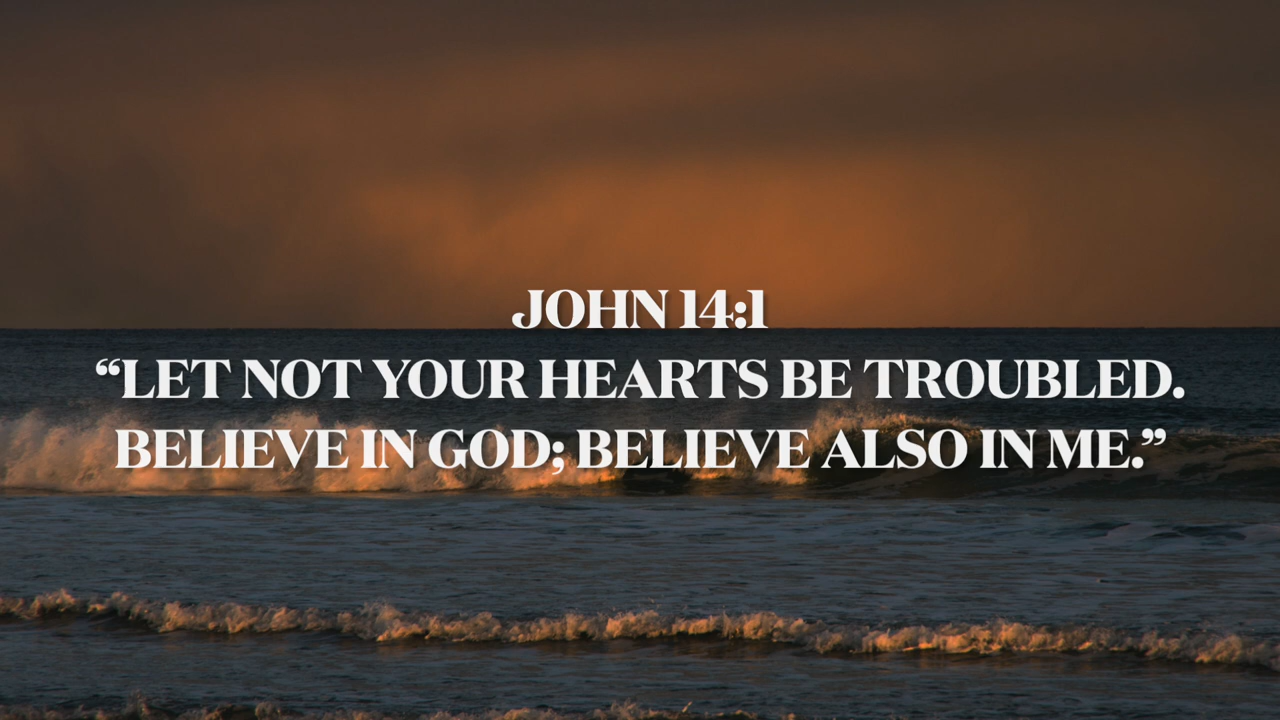 JOHN 14:1
“LET NOT YOUR HEARTS BE TROUBLED.
BELIEVE IN GOD; BELIEVE ALSO IN ME.”